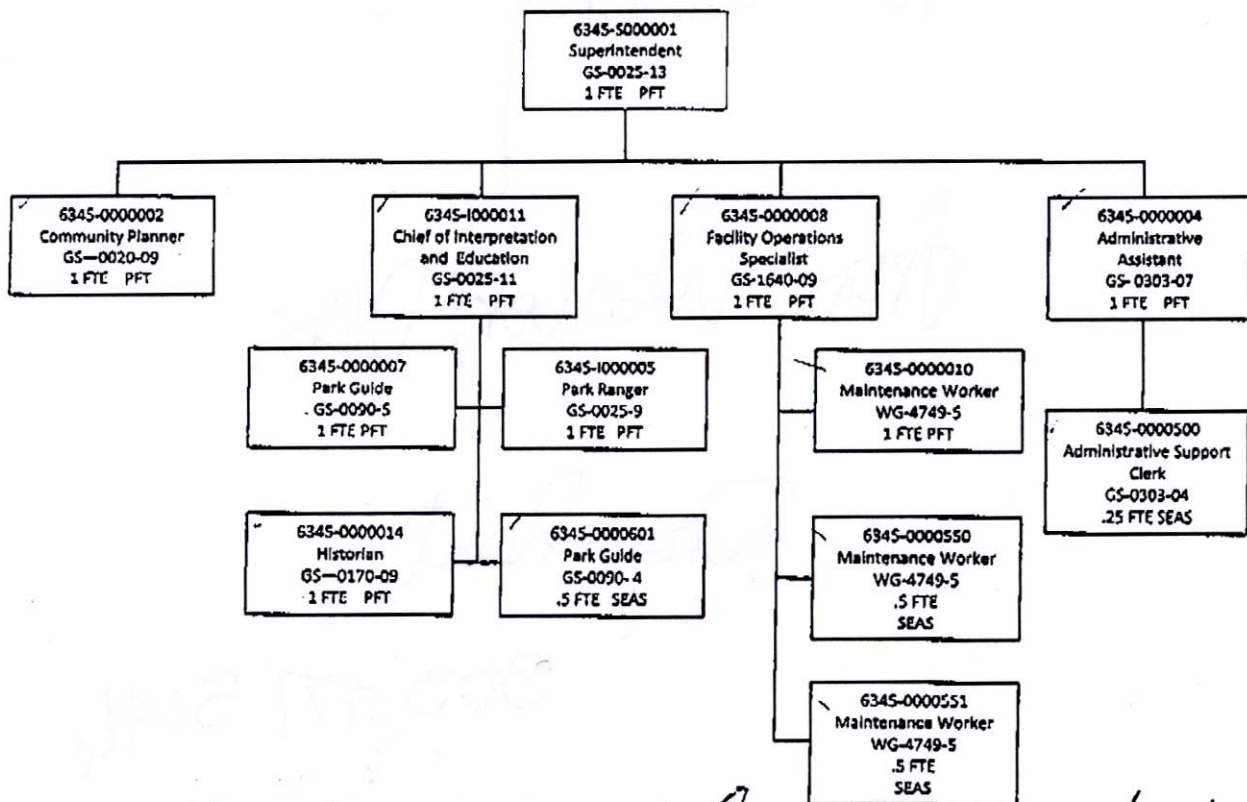 6345-S000001
Superintendent
GS-0025-13
1 FTE PFT
6345-0000002
Community Planner
GS—0020-09
1 FTE PFT
6345-I000011
Chief of Interpretation
and Education
GS-0025-11
1 FTE PFT
6345-0000008
Facility Operations
Specialist
GS-1640-09
1 FTE PFT
6345-0000004
Administrative
Assistant
GS- 0303-07
1 FTE PFT
6345-0000007
Park Guide
GS-0090-5
1 FTE PFT
6345-I000005
Park Ranger
GS-0025-9
1 FTE PFT
6345-0000010
Maintenance Worker
WG-4749-5
1 FTE PFT
6345-0000500
Administrative Support
Clerk
GS-0303-04
.25 FTE SEAS
6345-0000014
Historian
GS—0170-09
1 FTE PFT
6345-0000601
Park Guide
GS-0090-4
.5 FTE SEAS
6345-0000550
Maintenance Worker
WG-4749-5
.5 FTE
SEAS
6345-0000551
Maintenance Worker
WG-4749-5
.5 FTE
SEAS